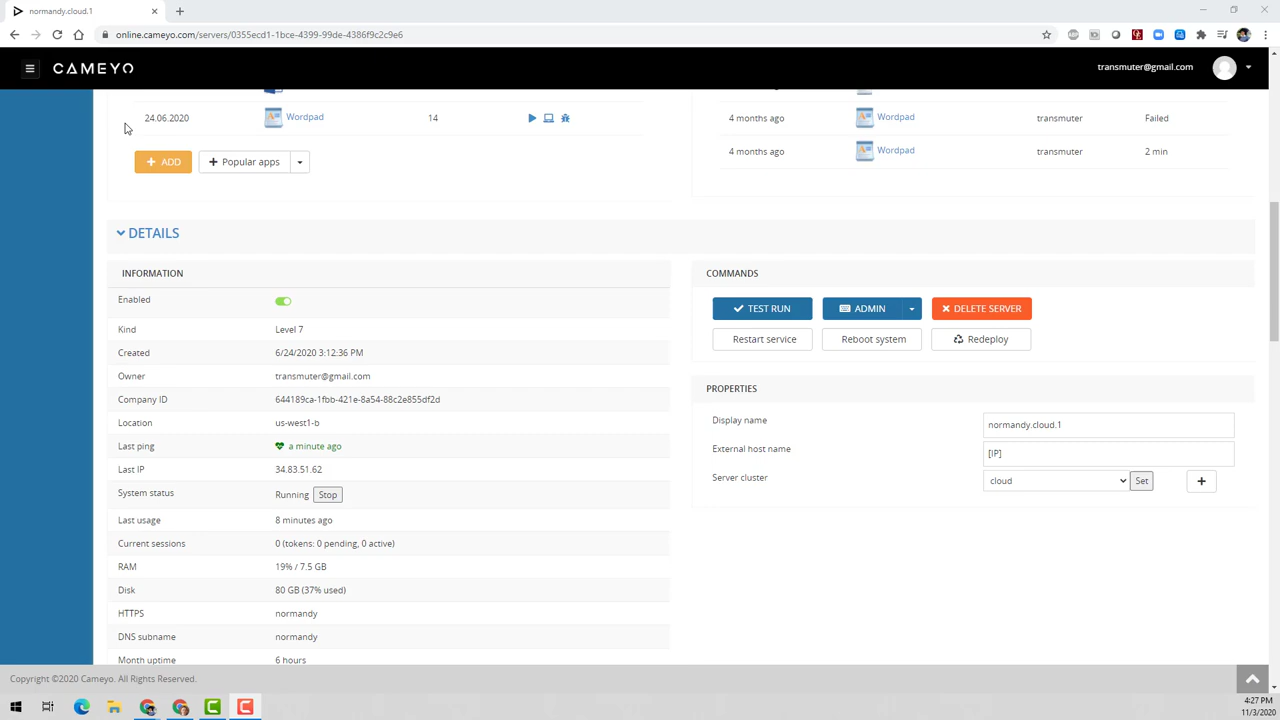 normandy.cloud.1
online.cameyo.com/servers/0355ecd1-1bce-4399-99de-4386f9c2c9e6
CAMEYO
transmuter@gmail.com
24.06.2020 Wordpad 14
4 months ago Wordpad transmuter Failed
4 months ago Wordpad transmuter 2 min
+ ADD
+ Popular apps
DETAILS
INFORMATION
Enabled
Kind Level 7
Created 6/24/2020 3:12:36 PM
Owner transmuter@gmail.com
Company ID 644189ca-1fbb-421e-8a54-88c2e855df2d
Location us-west1-b
Last ping a minute ago
Last IP 34.83.51.62
System status Running Stop
Last usage 8 minutes ago
Current sessions 0 (tokens: 0 pending, 0 active)
RAM 19% / 7.5 GB
Disk 80 GB (37% used)
HTTPS normandy
DNS subname normandy
Month uptime 6 hours
COMMANDS
TEST RUN ADMIN DELETE SERVER
Restart service Reboot system Redeploy
PROPERTIES
Display name normandy.cloud.1
External host name [IP]
Server cluster cloud Set +
Copyright ©2020 Cameyo. All Rights Reserved.
4:27 PM
11/3/2020